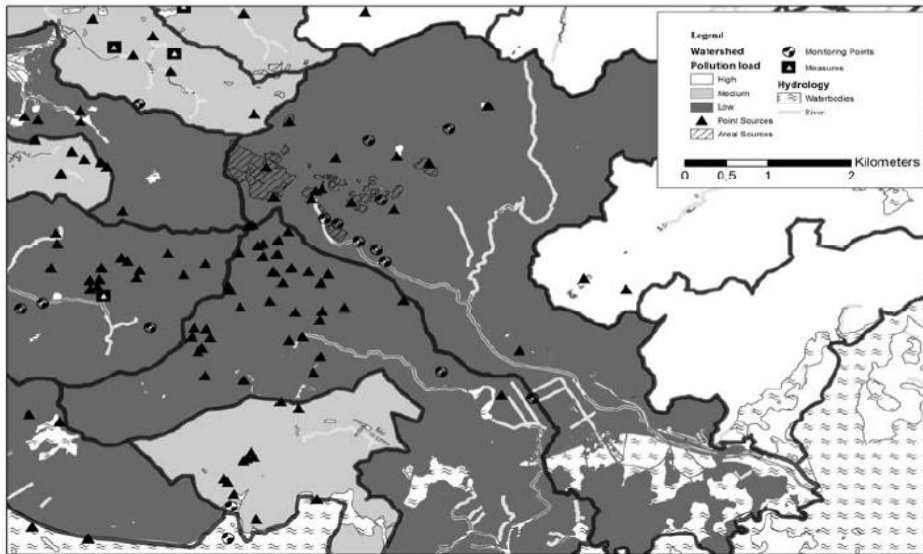 Legend
Watershed
Pollution load
High
Medium
Low
Point Sources
Areal Sources
Monitoring Points
Measures
Hydrology
Waterbodies
River
Kilometers
0 0,5 1 2